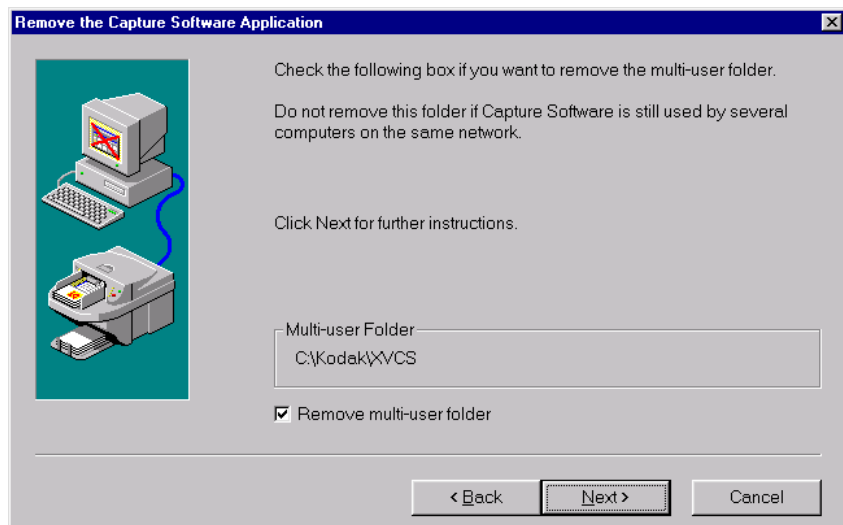 Remove the Capture Software Application
Check the following box if you want to remove the multi-user folder.
Do not remove this folder if Capture Software is still used by several
computers on the same network.
Click Next for further instructions.
Multi-user Folder
C:\Kodak\XVCS
Remove multi-user folder
< Back
Next >
Cancel